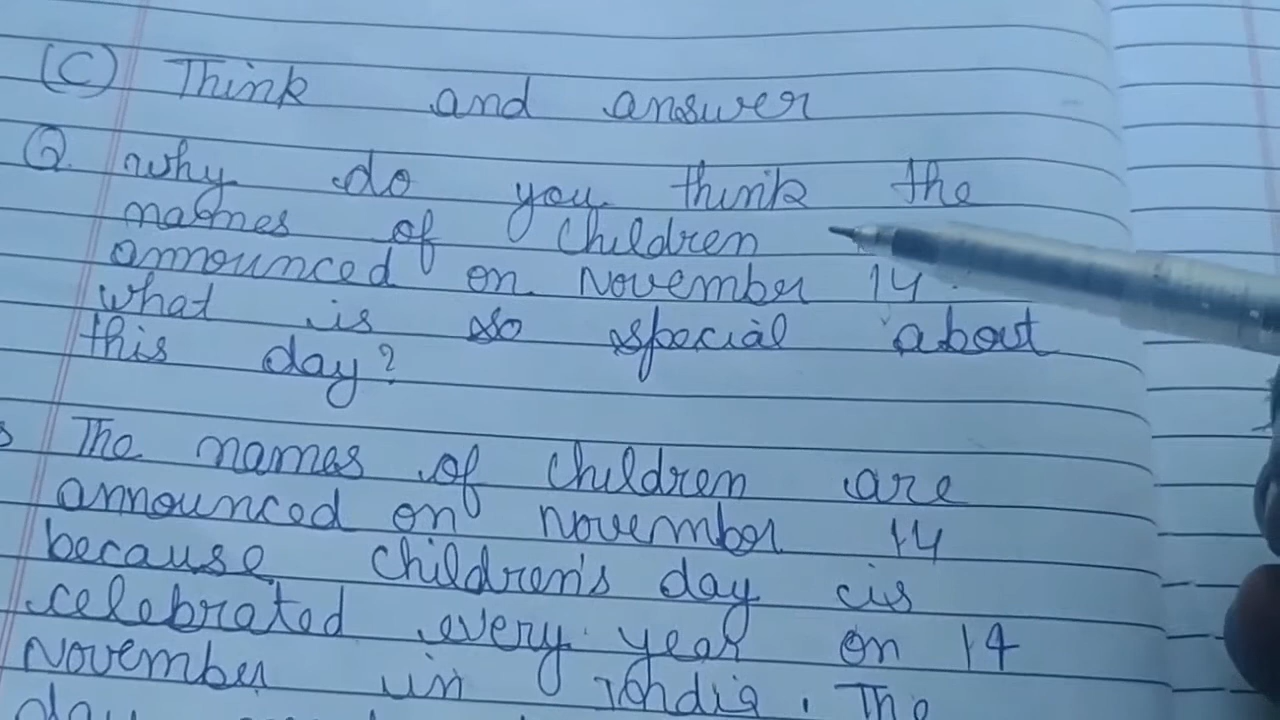 (C) Think and answer
Q. why do you think the
names of children
announced on November 14.
what is so special about
this day?
s The names of children are
announced on november 14
because children's day is
celebrated every year on 14
November in India. The
day